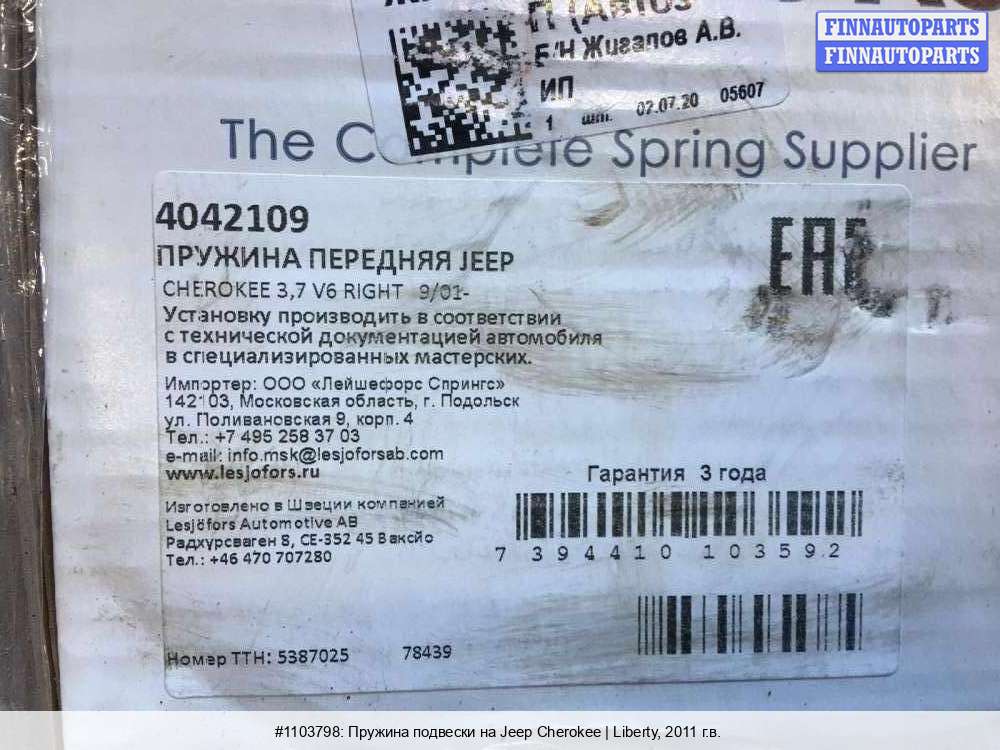 FINNAUTOPARTS
FINNAUTOPARTS
Жигалов А.В.
ИП
1 шт. 02.07.20 05607
The Complete Spring Supplier
4042109
ПРУЖИНА ПЕРЕДНЯЯ JEEP
CHEROKEE 3,7 V6 RIGHT 9/01-
Установку производить в соответствии
с технической документацией автомобиля
в специализированных мастерских.
EAC
Импортер: ООО «Лейшефорс Спрингс»
142103, Московская область, г. Подольск
ул. Поливановская 9, корп. 4
Тел.: +7 495 258 37 03
e-mail: info.msk@lesjoforsab.com
www.lesjofors.ru
Гарантия 3 года
Изготовлено в Швеции компанией
Lesjöfors Automotive AB
Радхурсваген 8, CE-352 45 Ваксйо
Тел.: +46 470 707280
7 394410 103592
Номер ТТН: 5387025 78439
#1103798: Пружина подвески на Jeep Cherokee | Liberty, 2011 г.в.